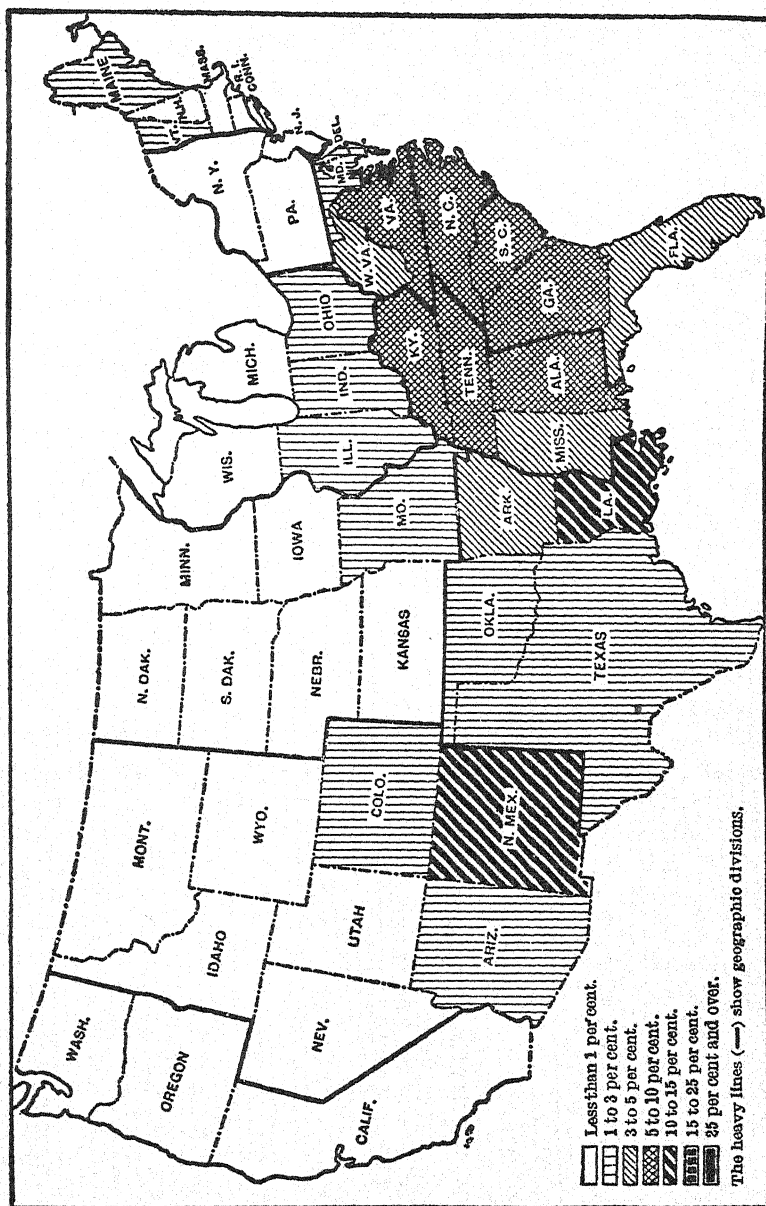 WASH.
OREGON
CALIF.
NEV.
IDAHO
MONT.
WYO.
UTAH
COLO.
ARIZ.
N. MEX.
N. DAK.
S. DAK.
NEBR.
KANSAS
OKLA.
TEXAS
MINN.
IOWA
MO.
ARK.
LA.
WIS.
ILL.
MICH.
IND.
OHIO
KY.
TENN.
MISS.
ALA.
GA.
FLA.
S. C.
N. C.
VA.
W. VA.
MD.
DEL.
PA.
N. J.
N. Y.
CONN.
R. I.
MASS.
VT.
N.H.
MAINE
Less than 1 per cent.
1 to 3 per cent.
3 to 5 per cent.
5 to 10 per cent.
10 to 15 per cent.
15 to 25 per cent.
25 per cent and over.
The heavy lines (—) show geographic divisions.